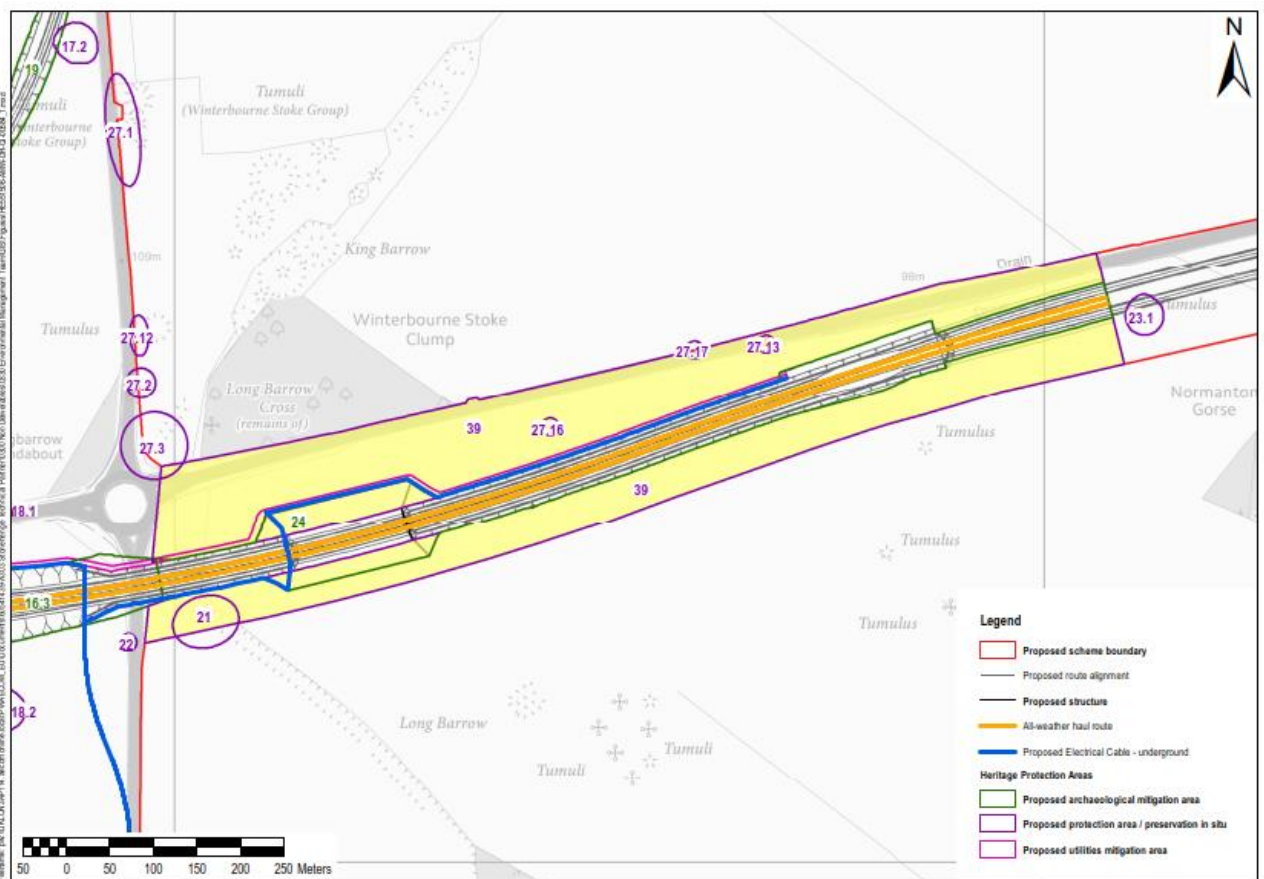 N
17.2
19
Tumuli
(Winterbourne Stoke Group)
Tumuli
(Winterbourne
Stoke Group)
27.1
King Barrow
109m
Drain
98m
Tumulus
23.1
Tumulus
27.12
Winterbourne Stoke
Clump
27.17
27.13
27.2
Long Barrow
Cross
(remains of)
Normanton
Gorse
39
27.16
Tumulus
27.3
39
18.1
24
Tumulus
16.3
21
22
Tumulus
18.2
Long Barrow
Tumuli
Tumuli
Legend
Proposed scheme boundary
Proposed route alignment
Proposed structure
All-weather haul route
Proposed Electrical Cable - underground
Heritage Protection Areas
Proposed archaeological mitigation area
Proposed protection area / preservation in situ
Proposed utilities mitigation area
50 0 50 100 150 200 250 Meters